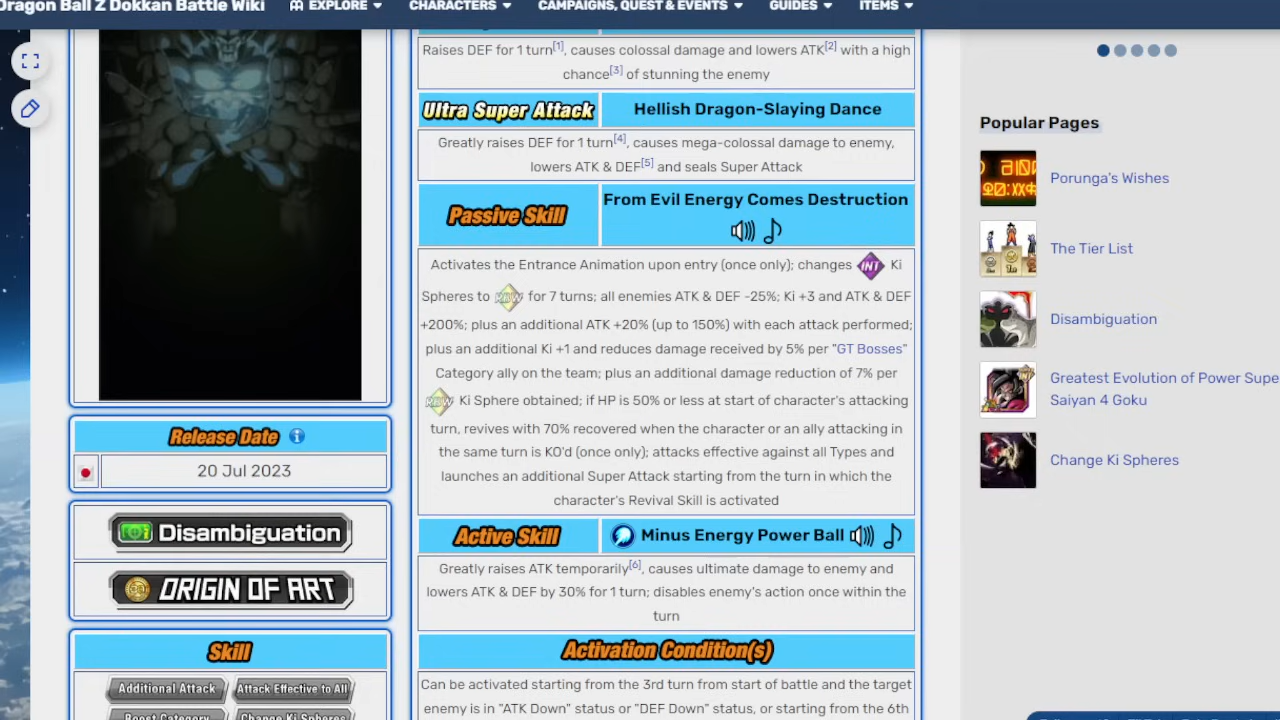 Dragon Ball Z Dokkan Battle Wiki
EXPLORE
CHARACTERS
CAMPAIGNS, QUEST & EVENTS
GUIDES
ITEMS
Raises DEF for 1 turn[1], causes colossal damage and lowers ATK[2] with a high
chance[3] of stunning the enemy
Ultra Super Attack
Hellish Dragon-Slaying Dance
Greatly raises DEF for 1 turn[4], causes mega-colossal damage to enemy,
lowers ATK & DEF[5] and seals Super Attack
Passive Skill
From Evil Energy Comes Destruction
Activates the Entrance Animation upon entry (once only); changes INT Ki
Spheres to for 7 turns; all enemies ATK & DEF -25%; Ki +3 and ATK & DEF
+200%; plus an additional ATK +20% (up to 150%) with each attack performed;
plus an additional Ki +1 and reduces damage received by 5% per "GT Bosses"
Category ally on the team; plus an additional damage reduction of 7% per
Ki Sphere obtained; if HP is 50% or less at start of character's attacking
turn, revives with 70% recovered when the character or an ally attacking in
the same turn is KO'd (once only); attacks effective against all Types and
launches an additional Super Attack starting from the turn in which the
character's Revival Skill is activated
Active Skill
Minus Energy Power Ball
Greatly raises ATK temporarily[6], causes ultimate damage to enemy and
lowers ATK & DEF by 30% for 1 turn; disables enemy's action once within the
turn
Activation Condition(s)
Can be activated starting from the 3rd turn from start of battle and the target
enemy is in "ATK Down" status or "DEF Down" status, or starting from the 6th
Release Date
20 Jul 2023
Disambiguation
ORIGIN OF ART
Skill
Additional Attack
Attack Effective to All
Boost Category
Change Ki Spheres
Popular Pages
Porunga's Wishes
The Tier List
Disambiguation
Greatest Evolution of Power Supe
Saiyan 4 Goku
Change Ki Spheres